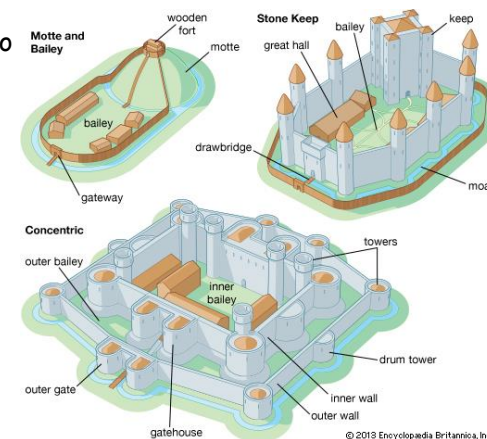 o
Motte and
Bailey
wooden
fort
motte
bailey
gateway
Stone Keep
bailey
keep
great hall
drawbridge
moa
Concentric
outer bailey
inner
bailey
towers
drum tower
inner wall
outer wall
outer gate
gatehouse
© 2013 Encyclopædia Britannica, In